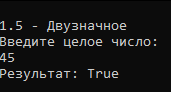 1.5 - Двузначное
Введите целое число:
45
Результат: True